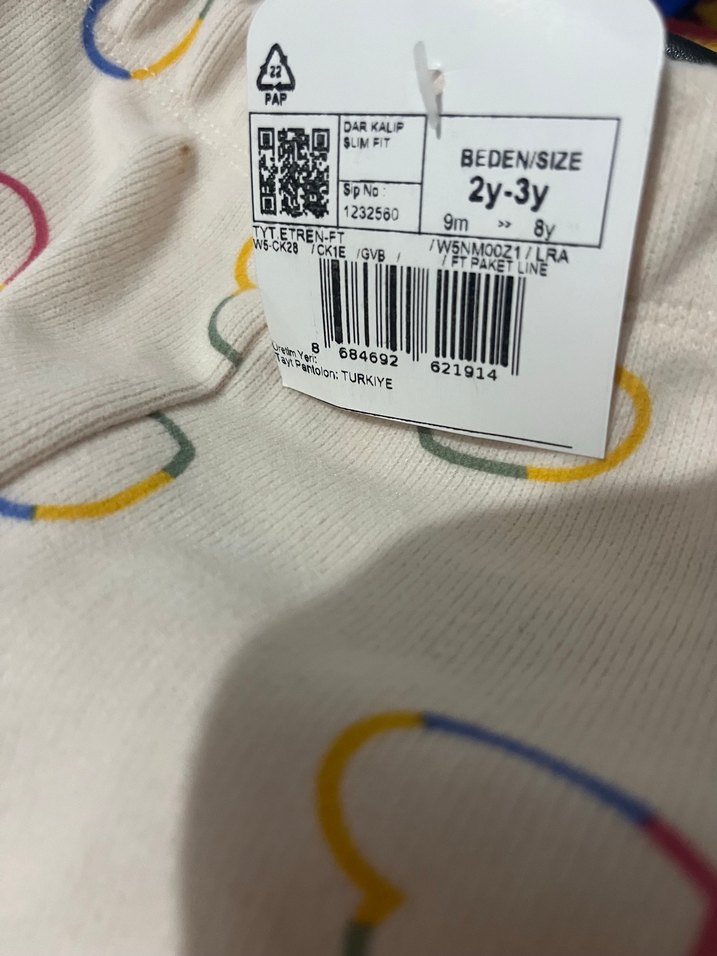 22
PAP
DAR KALIP
SLIM FIT
Sip No :
1232560
BEDEN/SIZE
2y-3y
9m >> 8y
TYT.ETREN-FT
W5-CK28 /CK1E /GVB / /W5NM00Z1 / LRA
/ FT PAKET LINE
8 684692 621914
Üretim Yeri:
Tayt Pantolon: TURKIYE